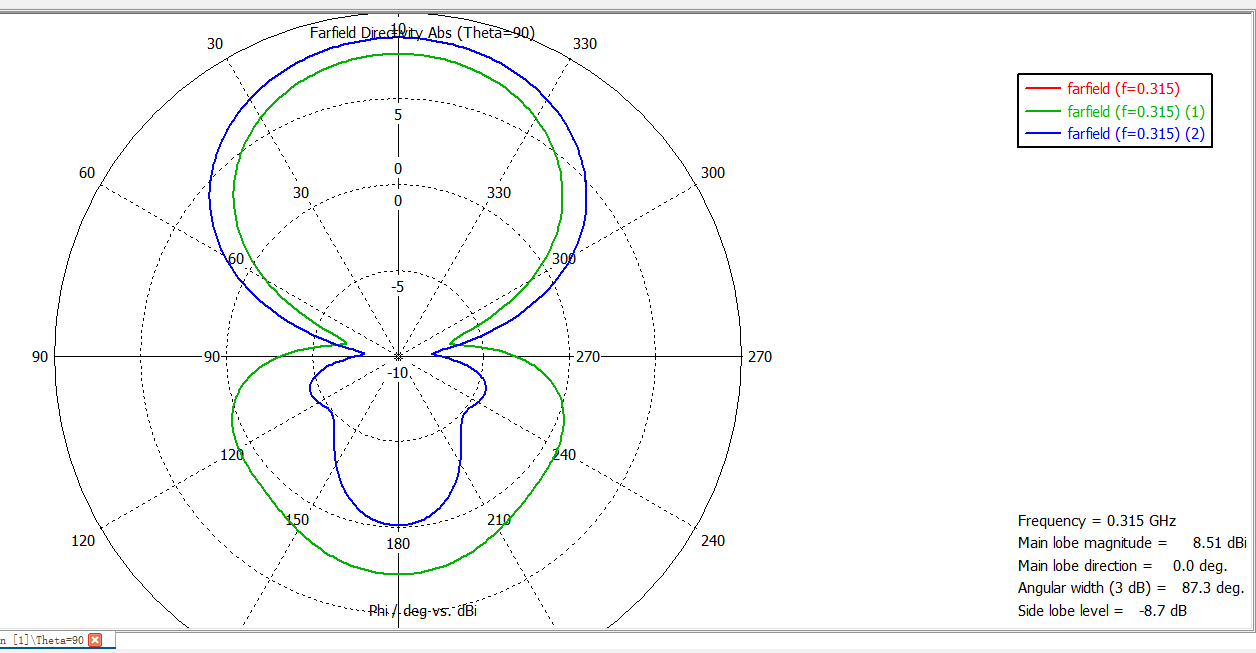 10
Farfield Directivity Abs (Theta=90)
30
330
farfield (f=0.315)
farfield (f=0.315) (1)
farfield (f=0.315) (2)
5
60
0
300
30
330
0
60
300
-5
90
90
270
270
-10
120
240
150
210
Frequency = 0.315 GHz
120
180
240
Main lobe magnitude = 8.51 dBi
Main lobe direction = 0.0 deg.
Angular width (3 dB) = 87.3 deg.
Phi / deg vs. dBi
Side lobe level = -8.7 dB
n [1]\Theta=90